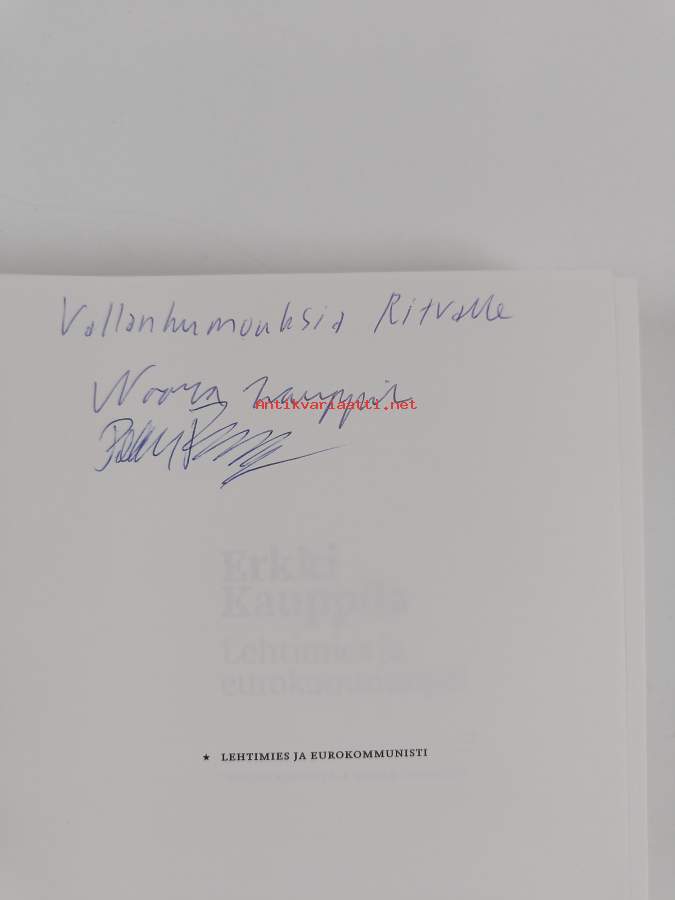 Vallankumouksia Ritvalle
Noora Kauppila
Antikvariaatti.net
Erkki
Kauppila
Lehtimies ja
eurokommunisti
★ LEHTIMIES JA EUROKOMMUNISTI